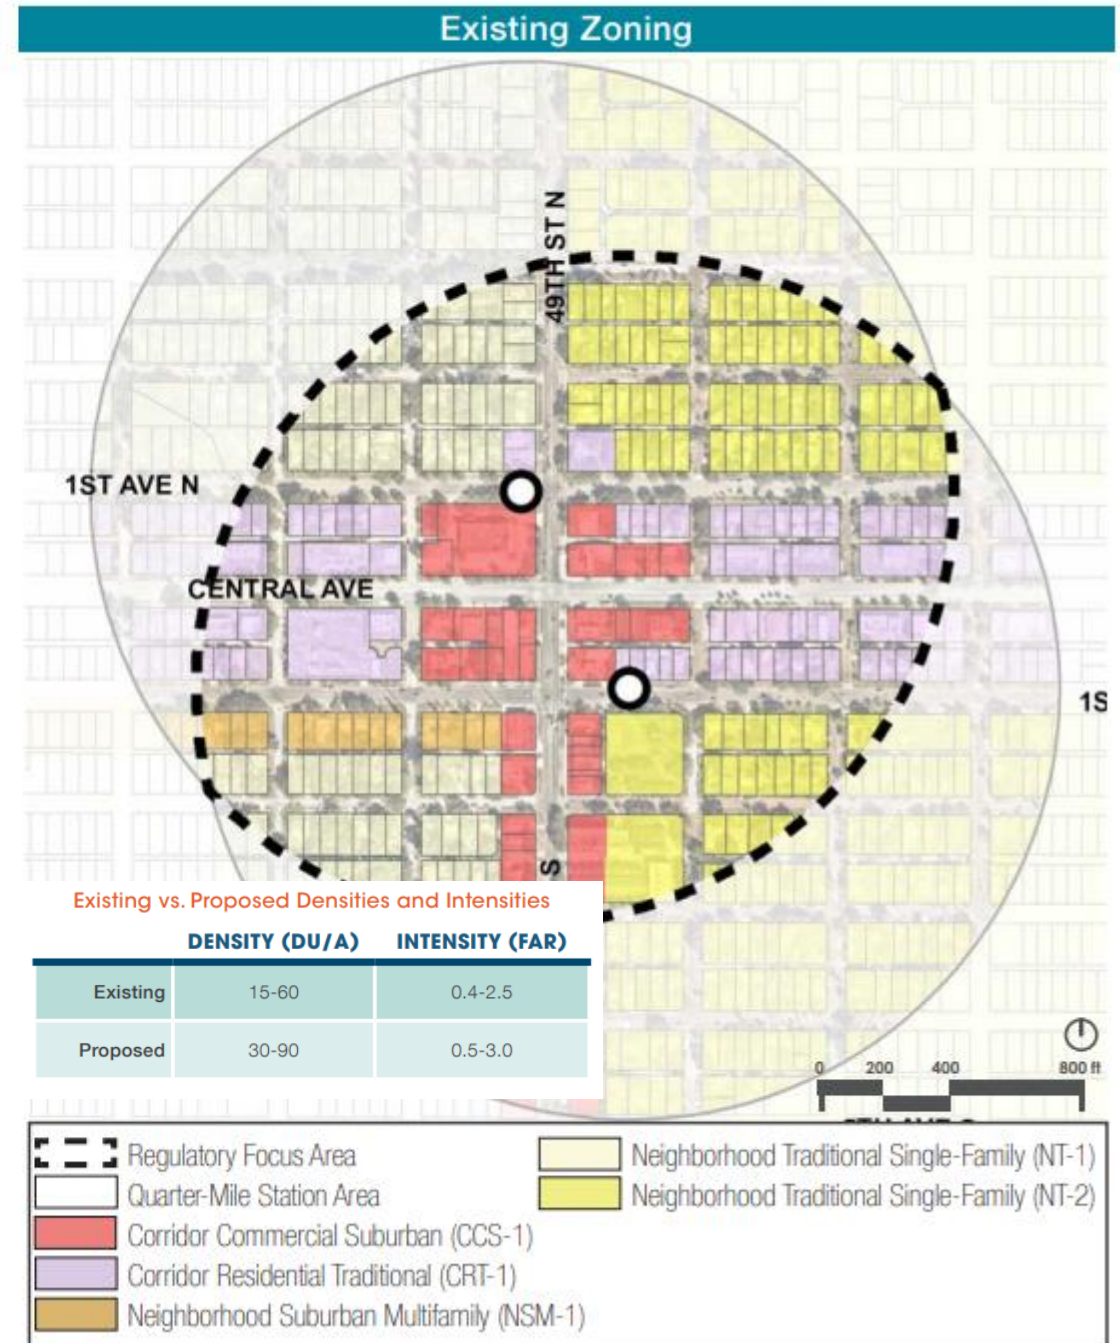 Existing Zoning
49TH ST N
1ST AVE N
CENTRAL AVE
1S
S
Existing vs. Proposed Densities and Intensities
DENSITY (DU/A) INTENSITY (FAR)
Existing 15-60 0.4-2.5
Proposed 30-90 0.5-3.0
0 200 400 800 ft
Regulatory Focus Area
Quarter-Mile Station Area
Corridor Commercial Suburban (CCS-1)
Corridor Residential Traditional (CRT-1)
Neighborhood Suburban Multifamily (NSM-1)
Neighborhood Traditional Single-Family (NT-1)
Neighborhood Traditional Single-Family (NT-2)